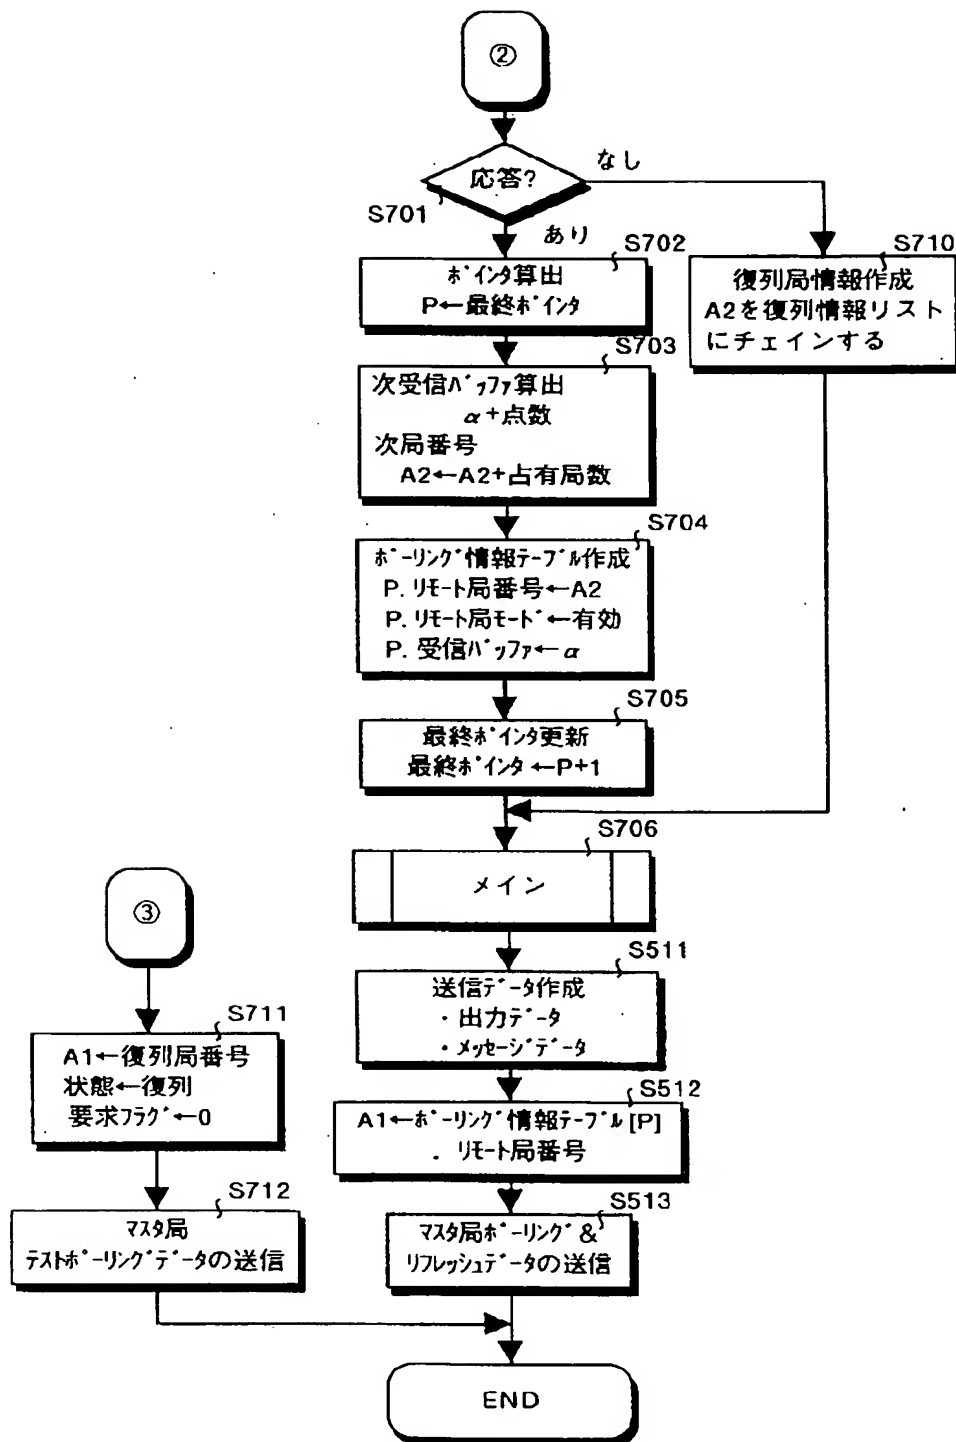 ②
応答?
なし
S701
あり
S702
ポインタ算出
P←最終ポインタ
S710
復列局情報作成
A2を復列情報リスト
にチェインする
S703
次受信バッファ算出
α+点数
次局番号
A2←A2+占有局数
S704
ポーリング情報テーブル作成
P. リモート局番号←A2
P. リモート局モード←有効
P. 受信バッファ←α
S705
最終ポインタ更新
最終ポインタ←P+1
S706
メイン
③
S511
送信データ作成
・出力データ
・メッセージデータ
S711
A1←復列局番号
状態←復列
要求フラグ←0
S512
A1←ポーリング情報テーブル[P]
. リモート局番号
S712
マスタ局
テストポーリングデータの送信
S513
マスタ局ポーリング&
リフレッシュデータの送信
END